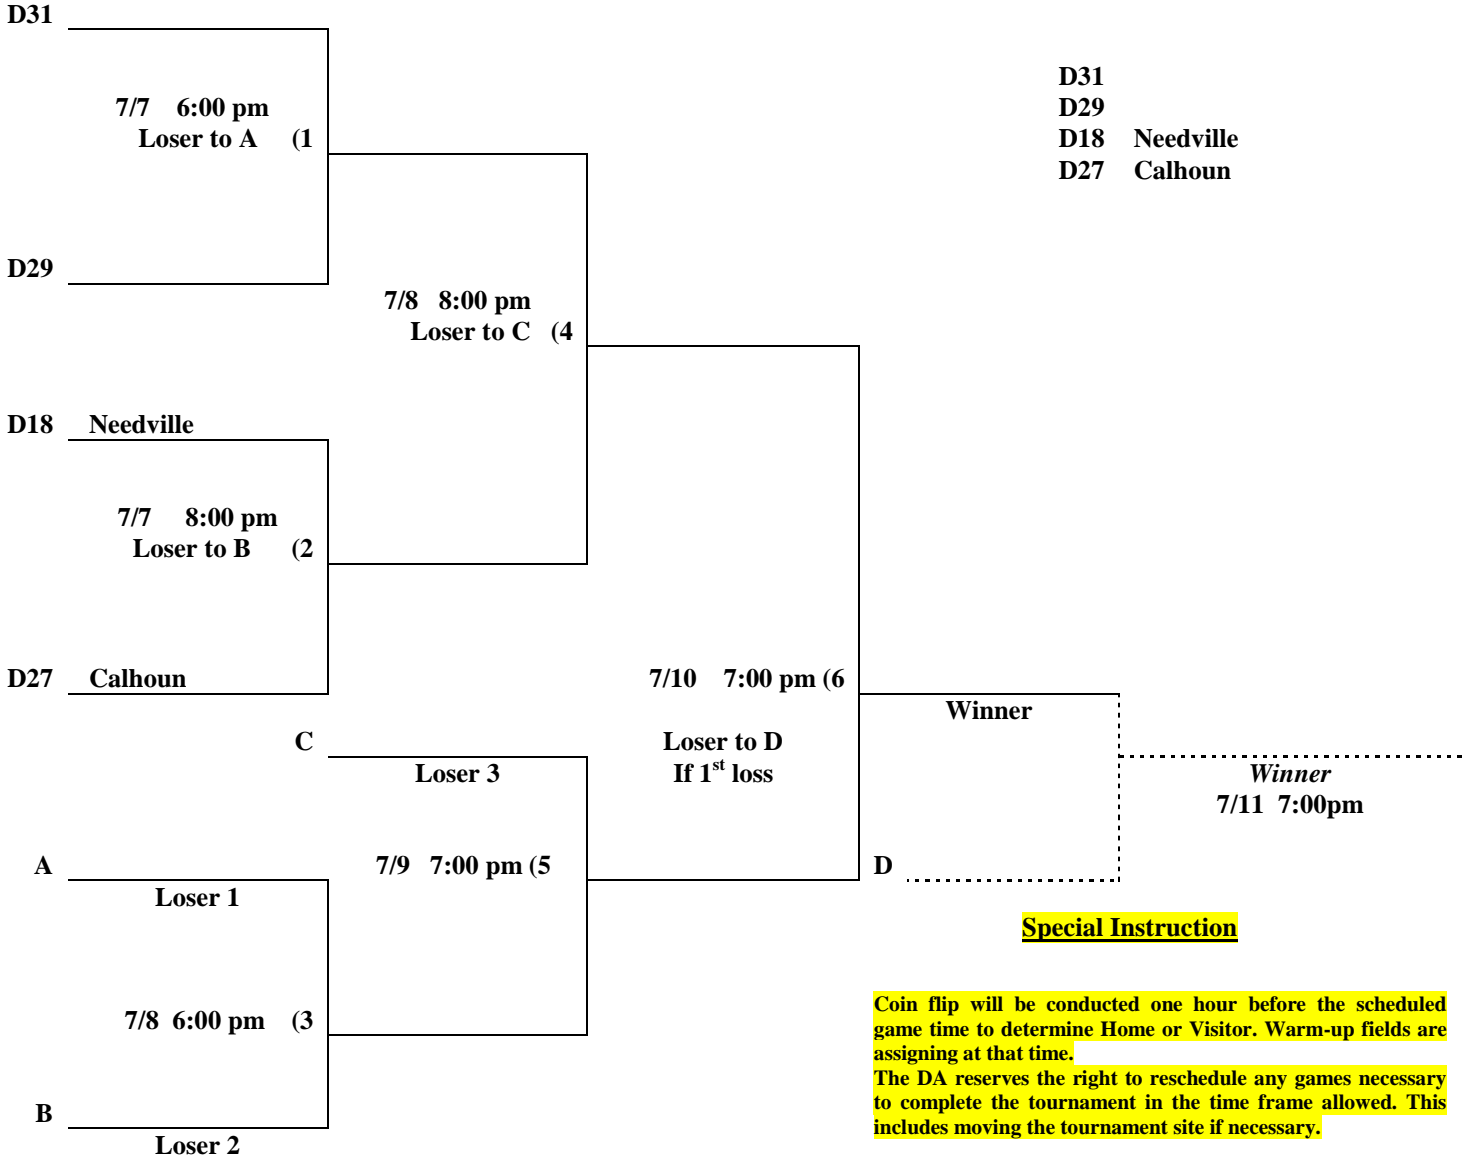 D31
7/7 6:00 pm
Loser to A (1
D29
D31
D29
D18 Needville
D27 Calhoun
7/8 8:00 pm
Loser to C (4
D18 Needville
7/7 8:00 pm
Loser to B (2
D27 Calhoun
7/10 7:00 pm (6
Loser to D
If 1st loss
Winner
Winner
7/11 7:00pm
C
Loser 3
A
Loser 1
7/9 7:00 pm (5
D
7/8 6:00 pm (3
B
Loser 2
Special Instruction
Coin flip will be conducted one hour before the scheduled
game time to determine Home or Visitor. Warm-up fields are
assigning at that time.
The DA reserves the right to reschedule any games necessary
to complete the tournament in the time frame allowed. This
includes moving the tournament site if necessary.